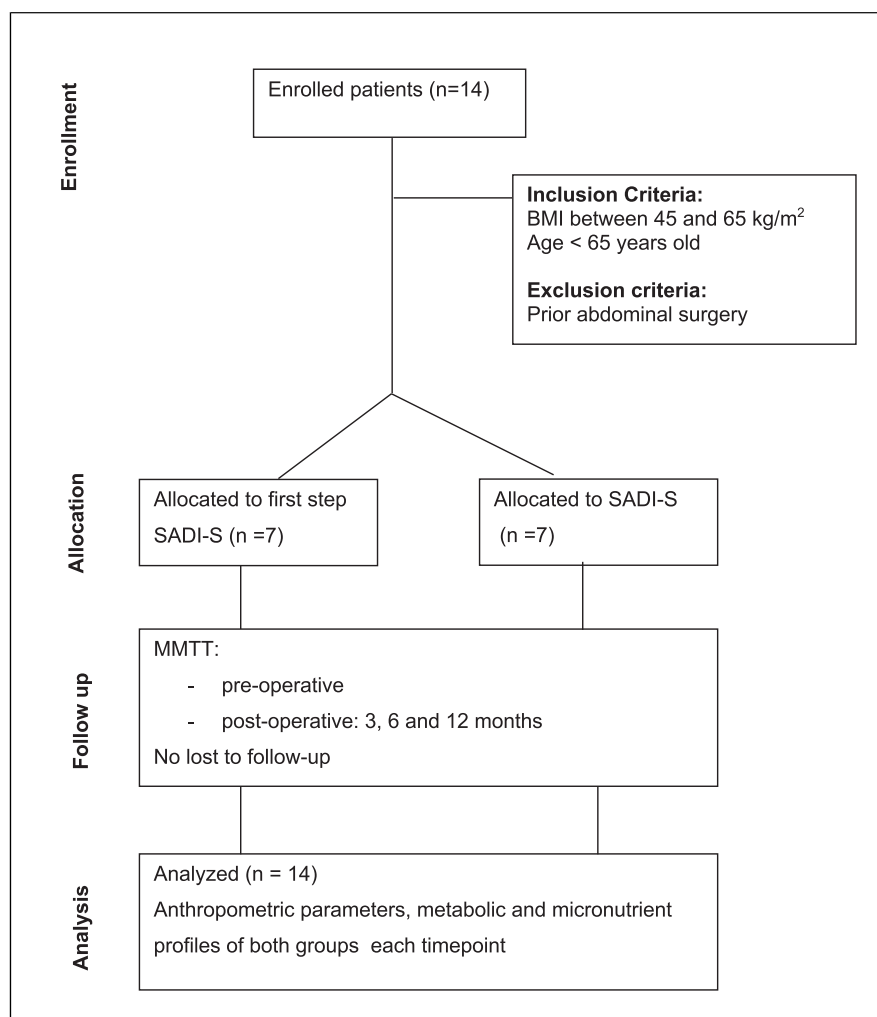 Enrollment
Enrolled patients (n=14)
Inclusion Criteria:
BMI between 45 and 65 kg/m²
Age < 65 years old
Exclusion criteria:
Prior abdominal surgery
Allocation
Allocated to first step
SADI-S (n =7)
Allocated to SADI-S
(n =7)
Follow up
MMTT:
- pre-operative
- post-operative: 3, 6 and 12 months
No lost to follow-up
Analysis
Analyzed (n = 14)
Anthropometric parameters, metabolic and micronutrient
profiles of both groups each timepoint